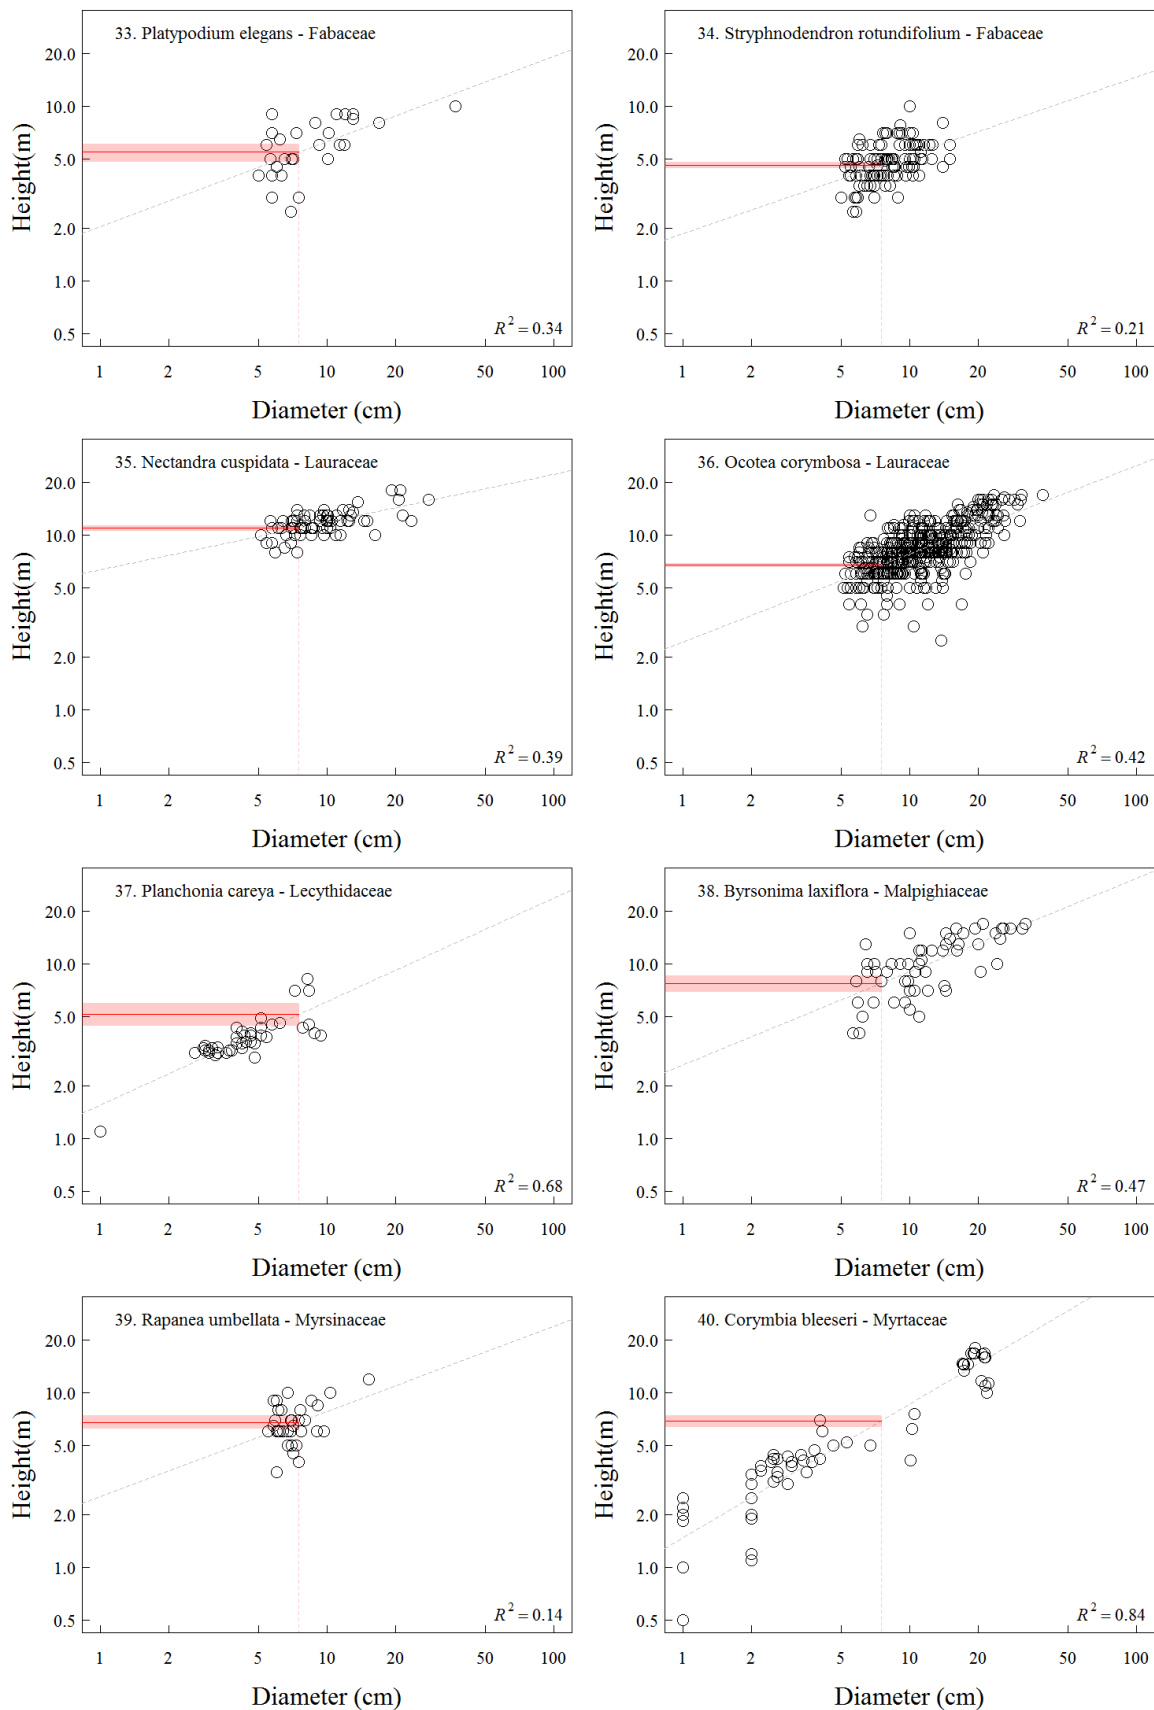 33. Platypodium elegans - Fabaceae
Height(m)
20.0
10.0
5.0
2.0
1.0
0.5
R² = 0.34
1 2 5 10 20 50 100
Diameter (cm)
34. Stryphnodendron rotundifolium - Fabaceae
Height(m)
20.0
10.0
5.0
2.0
1.0
0.5
R² = 0.21
1 2 5 10 20 50 100
Diameter (cm)
35. Nectandra cuspidata - Lauraceae
Height(m)
20.0
10.0
5.0
2.0
1.0
0.5
R² = 0.39
1 2 5 10 20 50 100
Diameter (cm)
36. Ocotea corymbosa - Lauraceae
Height(m)
20.0
10.0
5.0
2.0
1.0
0.5
R² = 0.42
1 2 5 10 20 50 100
Diameter (cm)
37. Planchonia careya - Lecythidaceae
Height(m)
20.0
10.0
5.0
2.0
1.0
0.5
R² = 0.68
1 2 5 10 20 50 100
Diameter (cm)
38. Byrsonima laxiflora - Malpighiaceae
Height(m)
20.0
10.0
5.0
2.0
1.0
0.5
R² = 0.47
1 2 5 10 20 50 100
Diameter (cm)
39. Rapanea umbellata - Myrsinaceae
Height(m)
20.0
10.0
5.0
2.0
1.0
0.5
R² = 0.14
1 2 5 10 20 50 100
Diameter (cm)
40. Corymbia bleeseri - Myrtaceae
Height(m)
20.0
10.0
5.0
2.0
1.0
0.5
R² = 0.84
1 2 5 10 20 50 100
Diameter (cm)